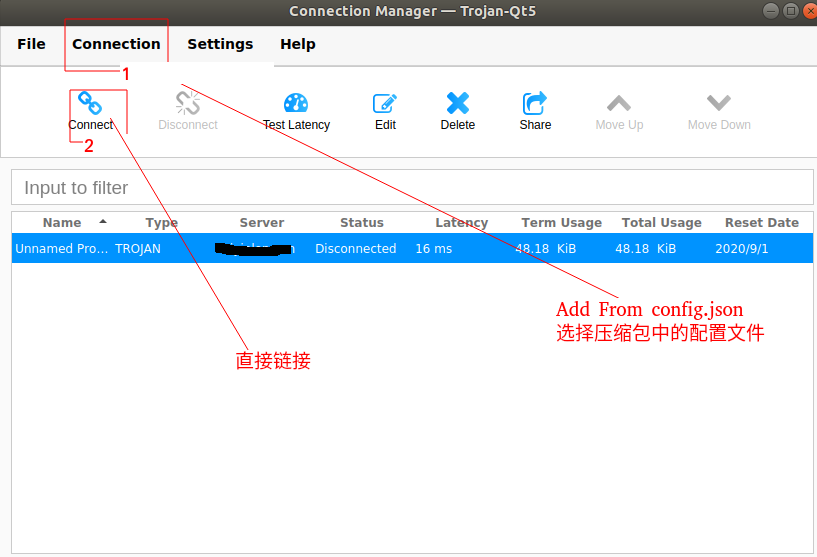 Connection Manager — Trojan-Qt5
File Connection Settings Help
1
Connect Disconnect Test Latency Edit Delete Share Move Up Move Down
2
Input to filter
Name Type Server Status Latency Term Usage Total Usage Reset Date
Unnamed Pro... TROJAN Disconnected 16 ms 48.18 KiB 48.18 KiB 2020/9/1
Add From config.json
选择压缩包中的配置文件
直接链接